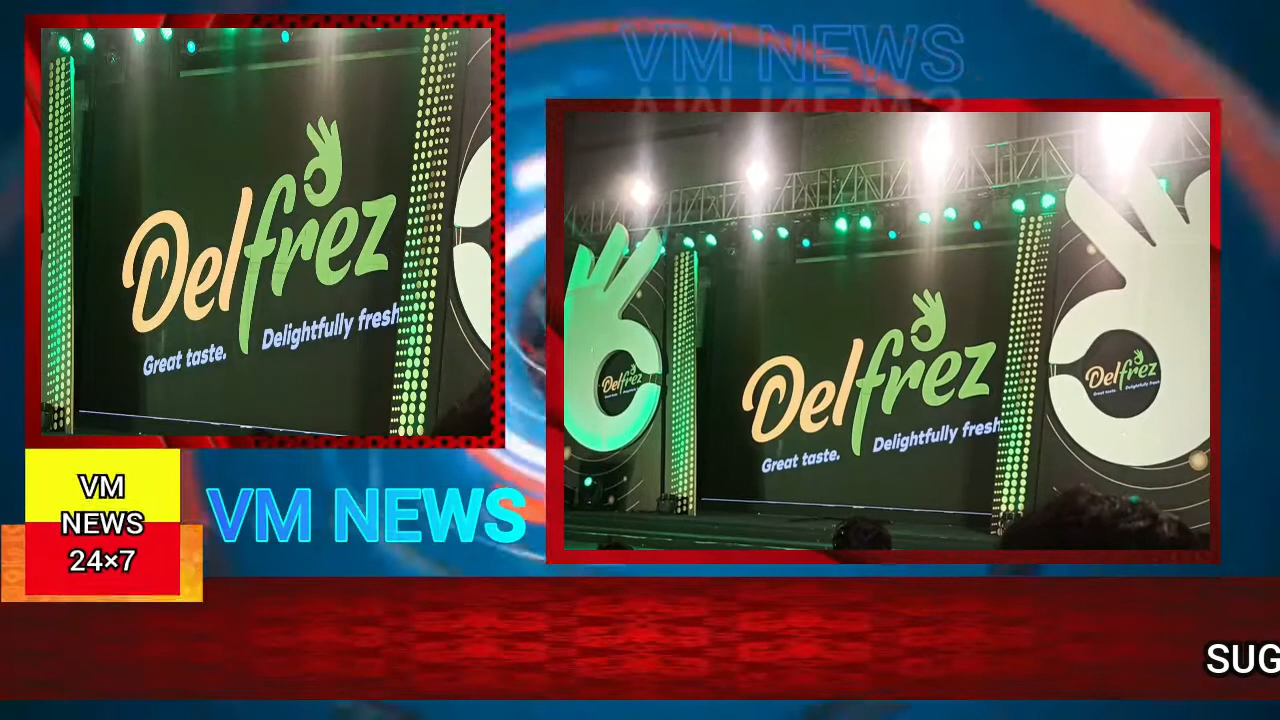 VM NEWS
Delfrez
Great taste. Delightfully fresh
Delfrez
Great taste. Delightfully fresh
Delfrez
Delfrez
VM
NEWS
24×7
VM NEWS
SUG